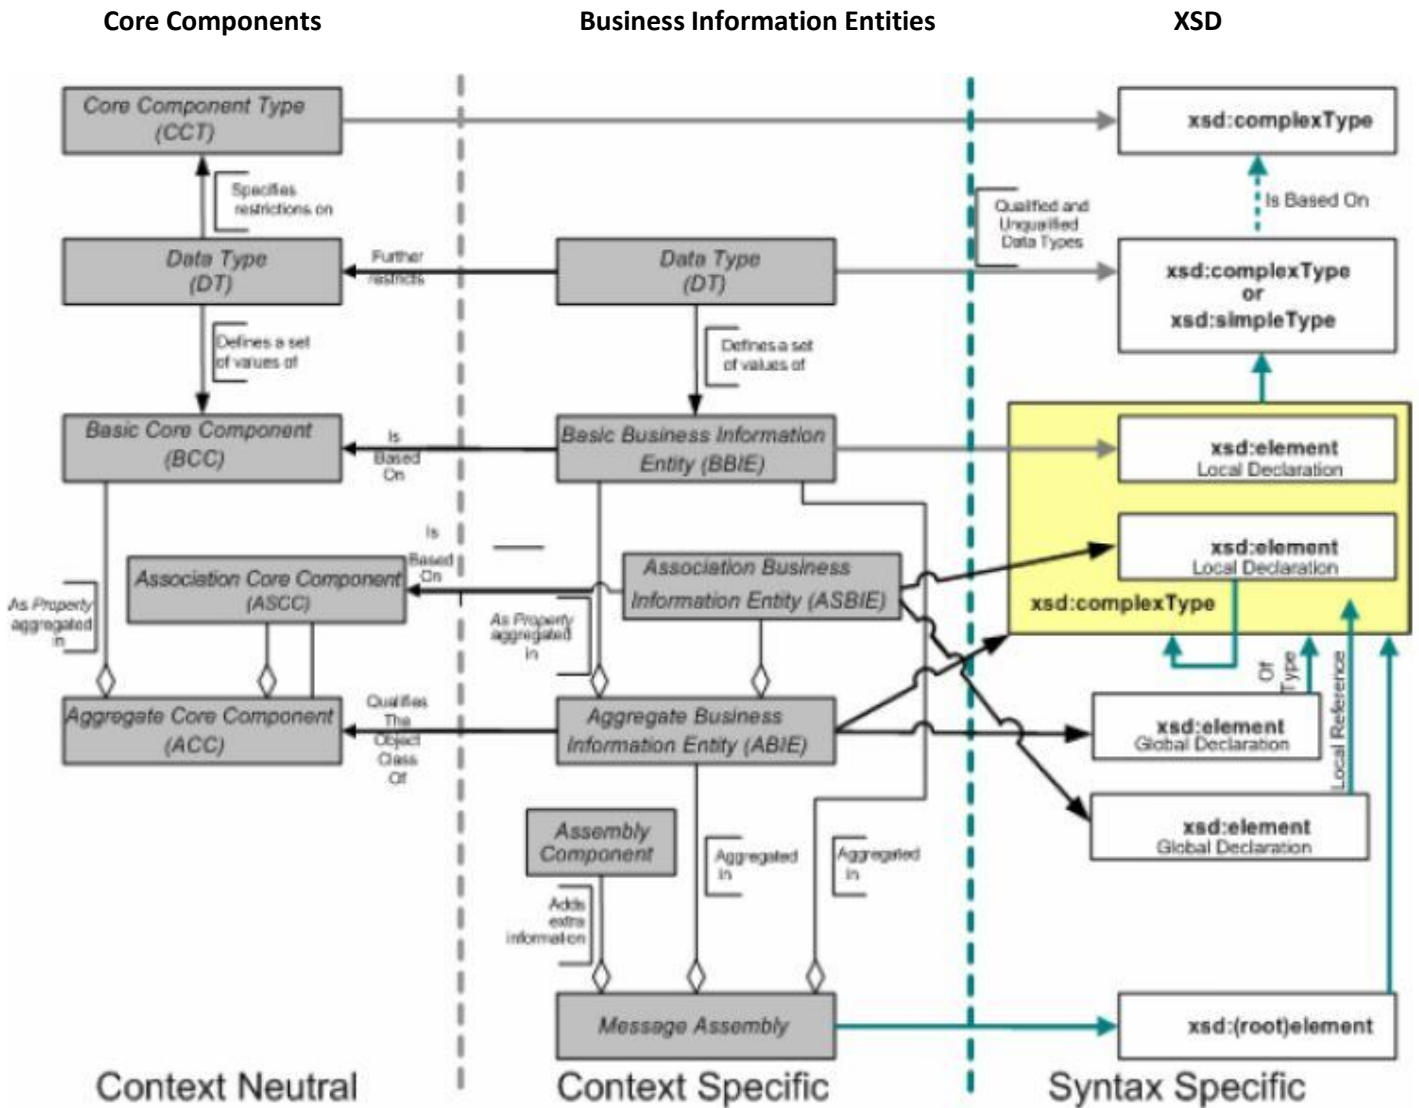 Core Components
Business Information Entities
XSD
Core Component Type
(CCT)
xsd:complexType
Specifies
restrictions on
Qualified and
Unqualified
Data Types
Is Based On
Data Type
(DT)
Further
restricts
Data Type
(DT)
xsd:complexType
or
xsd:simpleType
Defines a set
of values of
Defines a set
of values of
Basic Core Component
(BCC)
Is
Based
On
Basic Business Information
Entity (BBIE)
xsd:element
Local Declaration
Is
Based
On
Association Core Component
(ASCC)
Association Business
Information Entity (ASBIE)
xsd:element
Local Declaration
xsd:complexType
As Property
aggregated
in
As Property
aggregated
in
Of
Type
Local Reference
Aggregate Core Component
(ACC)
Qualifies
The
Object
Class
Of
Aggregate Business
Information Entity (ABIE)
xsd:element
Global Declaration
Assembly
Component
Aggregated
in
Aggregated
in
xsd:element
Global Declaration
Adds
extra
information
Message Assembly
xsd:(root)element
Context Neutral
Context Specific
Syntax Specific